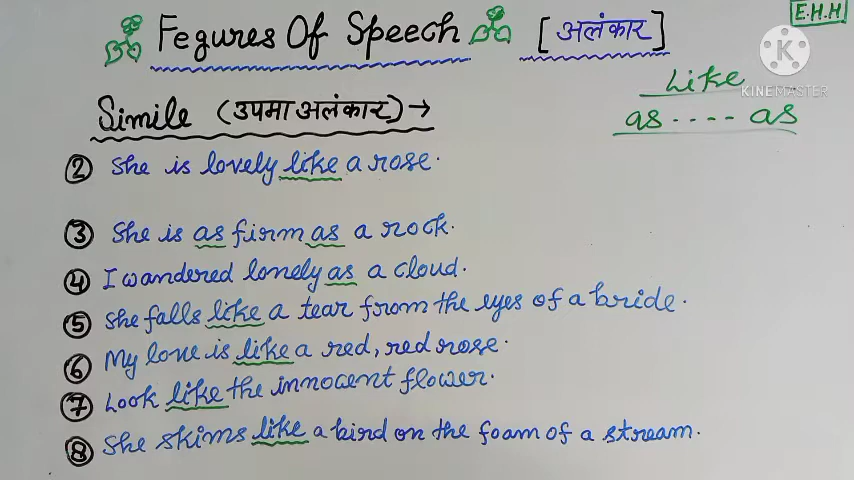 E.H.H
Fegures Of Speech [अलंकार]
Like
K
KINEMASTER
Simile (उपमा अलंकार) →
as .... as
② She is lovely like a rose.
③ She is as firm as a rock.
④ I wandered lonely as a cloud.
⑤ She falls like a tear from the eyes of a bride.
⑥ My love is like a red, red rose.
⑦ Look like the innocent flower.
⑧ She skims like a bird on the foam of a stream.